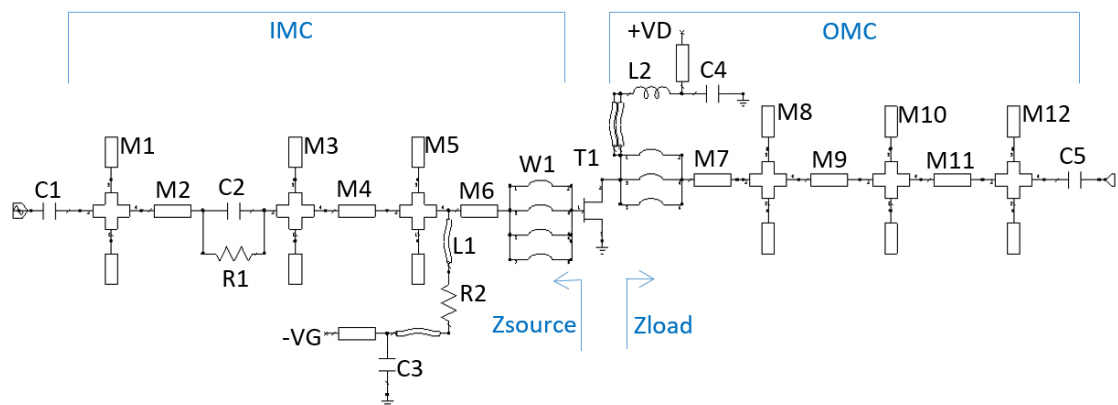 IMC
OMC
+VD
L2
C4
M1
M3
M5
W1
T1
M8
M10
M12
C1
M2
C2
M4
M6
M7
M9
M11
C5
R1
L1
R2
Zsource
Zload
-VG
C3